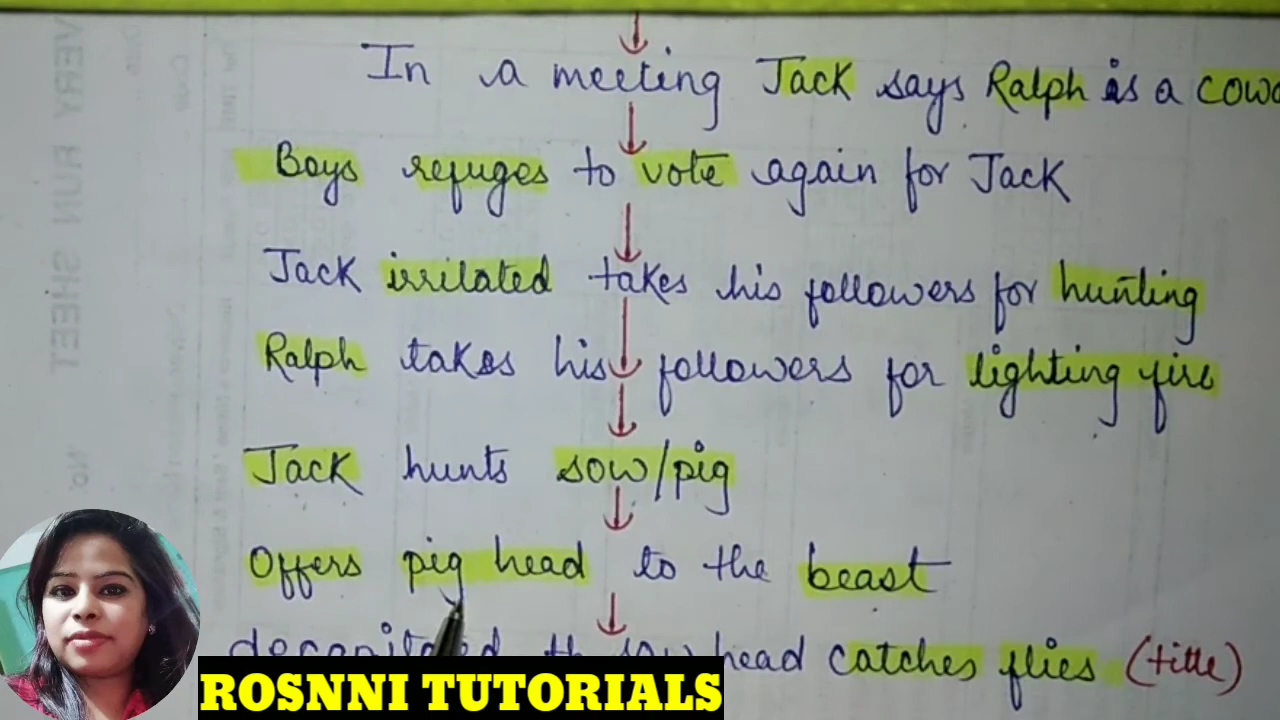 In a meeting Jack says Ralph is a
Boys refuges to vote again for Jack
Jack irrilated takes his followers for hunting
Ralph takes his followers for lighting fire
Jack hunts sow/pig
Offers pig head to the beast
sow head catches flies (title)
ROSNNI TUTORIALS